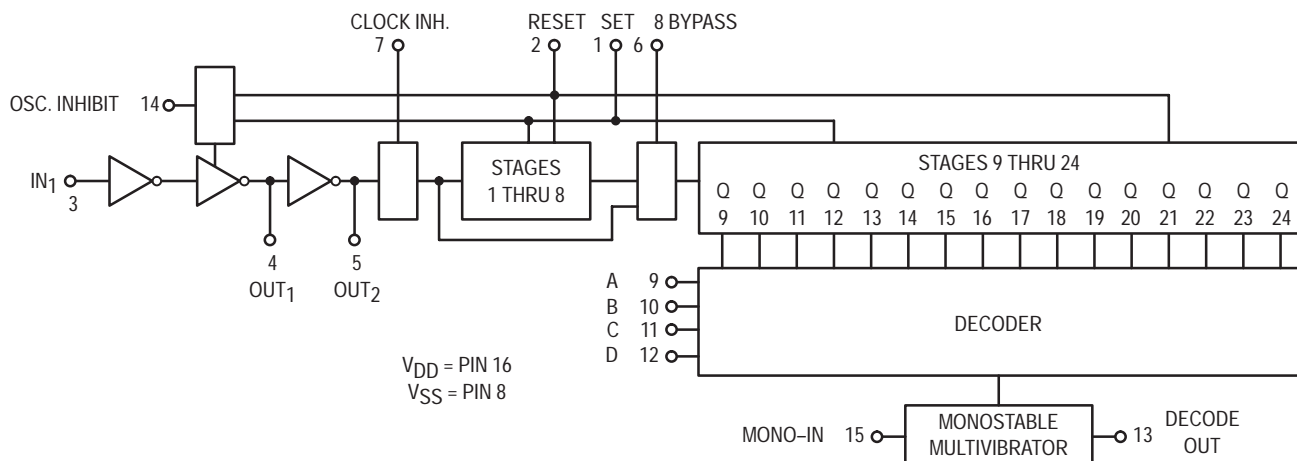 CLOCK INH.
7
RESET
2
SET
1
8 BYPASS
6
OSC. INHIBIT 14
IN1
3
4
OUT1
5
OUT2
STAGES
1 THRU 8
STAGES 9 THRU 24
Q Q Q Q Q Q Q Q Q Q Q Q Q Q Q Q
9 10 11 12 13 14 15 16 17 18 19 20 21 22 23 24
A 9
B 10
C 11
D 12
DECODER
VDD = PIN 16
VSS = PIN 8
MONO–IN 15
MONOSTABLE
MULTIVIBRATOR
13 DECODE
OUT